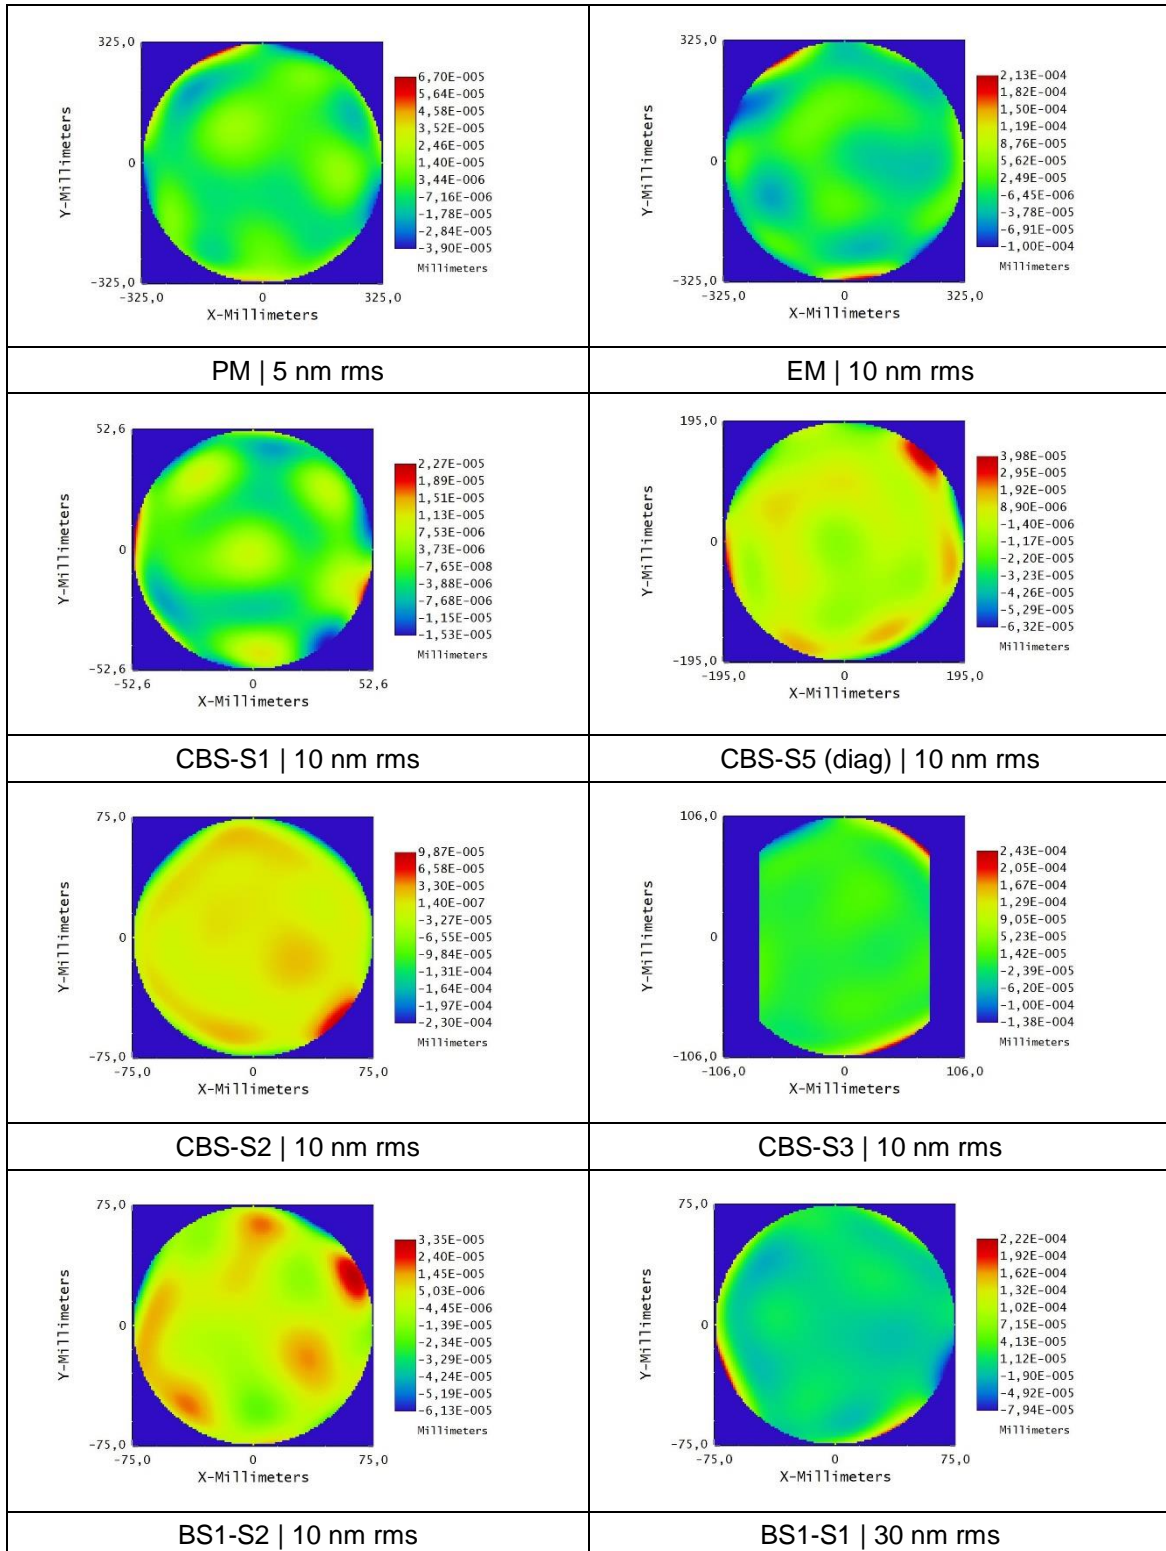 325,0
0
-325,0
-325,0 0 325,0
X-Millimeters
Y-Millimeters
6,70E-005
5,64E-005
4,58E-005
3,52E-005
2,46E-005
1,40E-005
3,44E-006
-7,16E-006
-1,78E-005
-2,84E-005
-3,90E-005
Millimeters
PM | 5 nm rms
325,0
0
-325,0
-325,0 0 325,0
X-Millimeters
Y-Millimeters
2,13E-004
1,82E-004
1,50E-004
1,19E-004
8,76E-005
5,62E-005
2,49E-005
-6,45E-006
-3,78E-005
-6,91E-005
-1,00E-004
Millimeters
EM | 10 nm rms
52,6
0
-52,6
-52,6 0 52,6
X-Millimeters
Y-Millimeters
2,27E-005
1,89E-005
1,51E-005
1,13E-005
7,53E-006
3,73E-006
-7,65E-008
-3,88E-006
-7,68E-006
-1,15E-005
-1,53E-005
Millimeters
CBS-S1 | 10 nm rms
195,0
0
-195,0
-195,0 0 195,0
X-Millimeters
Y-Millimeters
3,98E-005
2,95E-005
1,92E-005
8,90E-006
-1,40E-006
-1,17E-005
-2,20E-005
-3,23E-005
-4,26E-005
-5,29E-005
-6,32E-005
Millimeters
CBS-S5 (diag) | 10 nm rms
75,0
0
-75,0
-75,0 0 75,0
X-Millimeters
Y-Millimeters
9,87E-005
6,58E-005
3,30E-005
1,40E-007
-3,27E-005
-6,55E-005
-9,84E-005
-1,31E-004
-1,64E-004
-1,97E-004
-2,30E-004
Millimeters
CBS-S2 | 10 nm rms
106,0
0
-106,0
-106,0 0 106,0
X-Millimeters
Y-Millimeters
2,43E-004
2,05E-004
1,67E-004
1,29E-004
9,05E-005
5,23E-005
1,42E-005
-2,39E-005
-6,20E-005
-1,00E-004
-1,38E-004
Millimeters
CBS-S3 | 10 nm rms
75,0
0
-75,0
-75,0 0 75,0
X-Millimeters
Y-Millimeters
3,35E-005
2,40E-005
1,45E-005
5,03E-006
-4,45E-006
-1,39E-005
-2,34E-005
-3,29E-005
-4,24E-005
-5,19E-005
-6,13E-005
Millimeters
BS1-S2 | 10 nm rms
75,0
0
-75,0
-75,0 0 75,0
X-Millimeters
Y-Millimeters
2,22E-004
1,92E-004
1,62E-004
1,32E-004
1,02E-004
7,15E-005
4,13E-005
1,12E-005
-1,90E-005
-4,92E-005
-7,94E-005
Millimeters
BS1-S1 | 30 nm rms